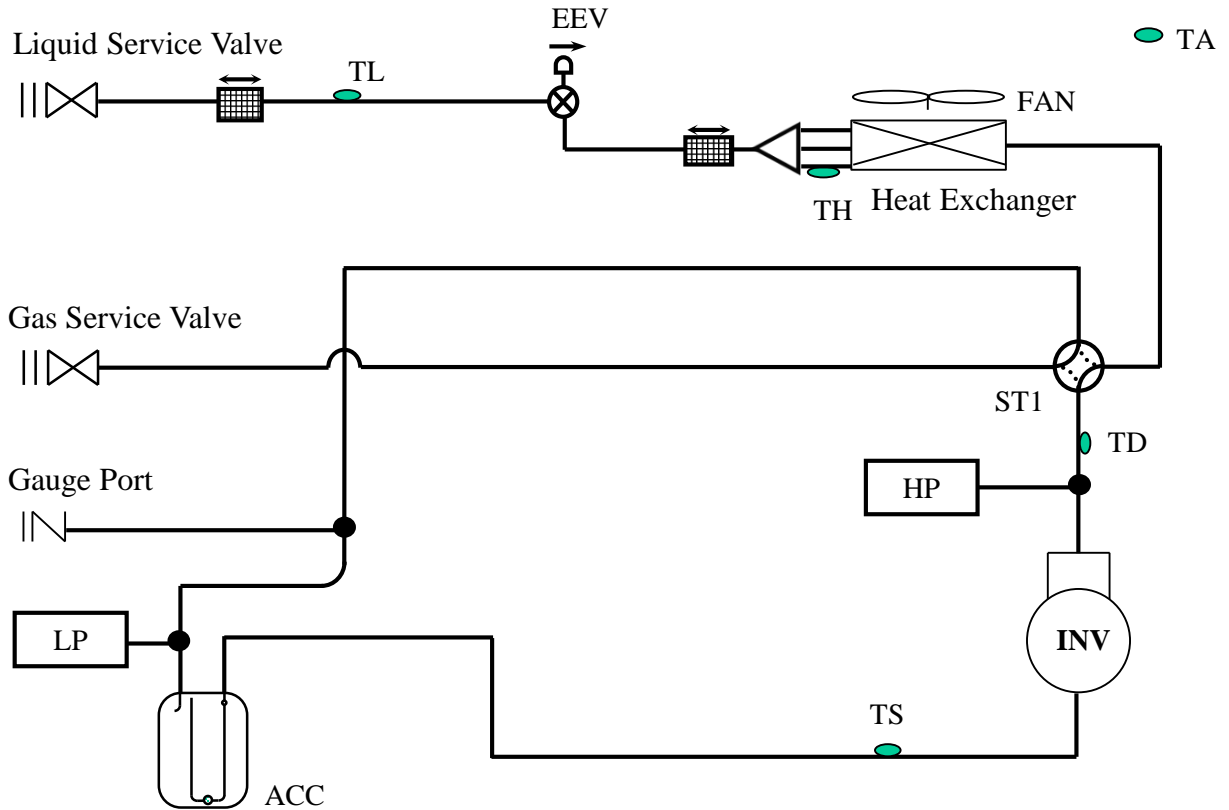 EEV
TA
Liquid Service Valve
TL
FAN
TH
Heat Exchanger
Gas Service Valve
ST1
TD
Gauge Port
HP
LP
INV
TS
ACC